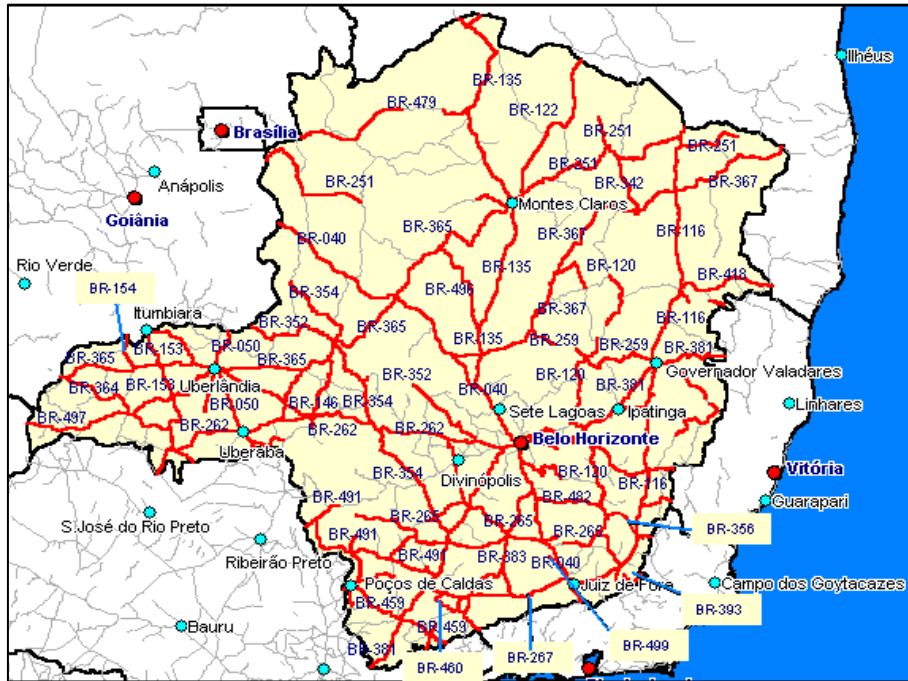 Ilhéus
BR-135
BR-479
BR-122
Brasília
BR-251
BR-251
BR-251
Anápolis
BR-251
BR-342
BR-367
Goiânia
Montes Claros
BR-365
BR-367
BR-116
BR-040
BR-135
BR-120
Rio Verde
BR-418
BR-154
BR-354
BR-496
BR-367
BR-116
Itumbiara
BR-352
BR-365
BR-135
BR-259
BR-259
BR-381
BR-365
BR-153
BR-050
BR-365
Governador Valadares
BR-352
BR-120
BR-364
BR-153
Uberlândia
BR-040
BR-381
BR-050
BR-146
BR-354
Sete Lagoas
Ipatinga
Linhares
BR-497
BR-262
BR-262
BR-262
Belo Horizonte
Uberaba
Divinópolis
BR-354
BR-120
BR-116
Vitória
BR-491
BR-482
Guarapari
S.José do Rio Preto
BR-265
BR-265
BR-265
BR-356
Ribeirão Preto
BR-491
BR-491
BR-383
BR-040
Poços de Caldas
Juiz de Fora
Campo dos Goytacazes
BR-459
BR-393
Bauru
BR-459
BR-381
BR-499
BR-460
BR-267